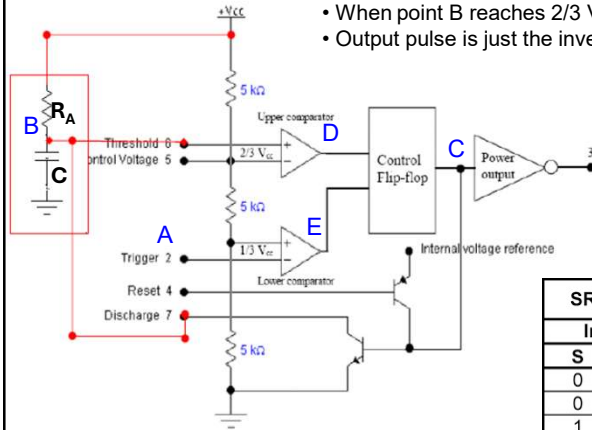 +Vcc
• When point B reaches 2/3 V
• Output pulse is just the inve
5 kΩ
RA
B
Upper comparator
D
Threshold 6
ontrol Voltage 5
2/3 Vcc
+
−
C
Control
Flip-flop
C
Power
output
3
5 kΩ
A
E
1/3 Vcc
+
−
Trigger 2
Internal voltage reference
Lower comparator
Reset 4
Discharge 7
SR
I
5 kΩ
S
0
0
1